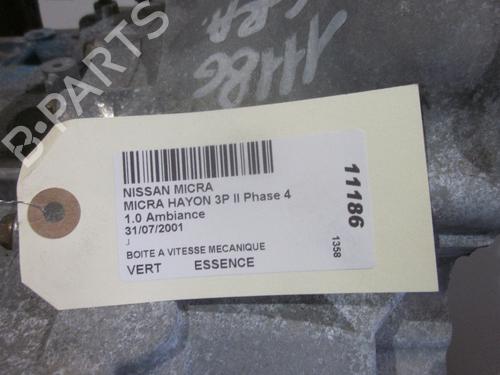 11186
B-PARTS
NISSAN MICRA
MICRA HAYON 3P II Phase 4
1.0 Ambiance
31/07/2001
J
BOITE A VITESSE MECANIQUE
VERT ESSENCE
11186
1358